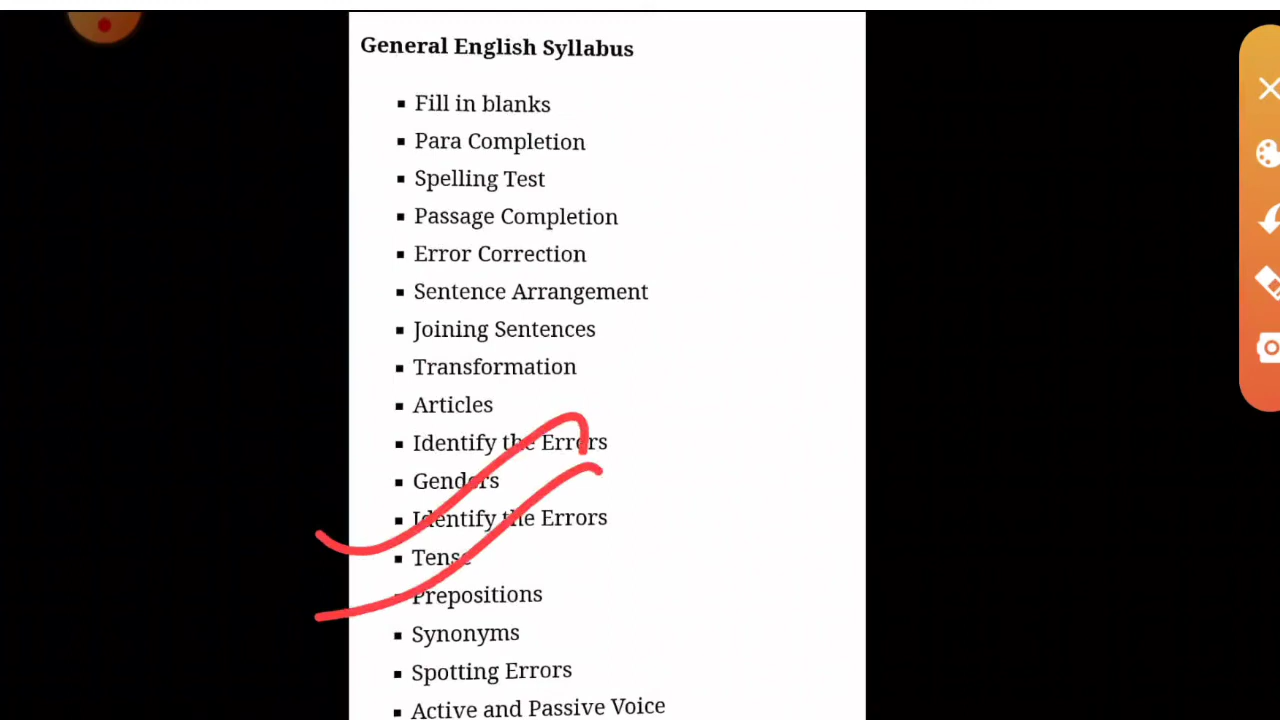 General English Syllabus
Fill in blanks
Para Completion
Spelling Test
Passage Completion
Error Correction
Sentence Arrangement
Joining Sentences
Transformation
Articles
Identify the Errors
Genders
Identify the Errors
Tense
Prepositions
Synonyms
Spotting Errors
Active and Passive Voice